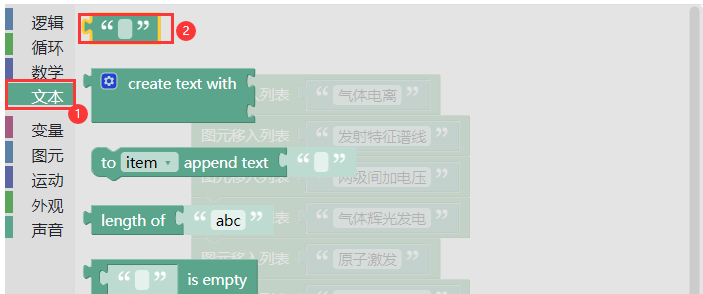 逻辑
循环
数学
文本
变量
图元
运动
外观
声音
1
“ ” 2
create text with
列表 “气体电离”
图元移入列表 “发射特征谱线”
to item append text “ ”
两级间加电压
length of “abc”
“气体辉光发电”
图元移入列表 “原子激发”
“ ” is empty